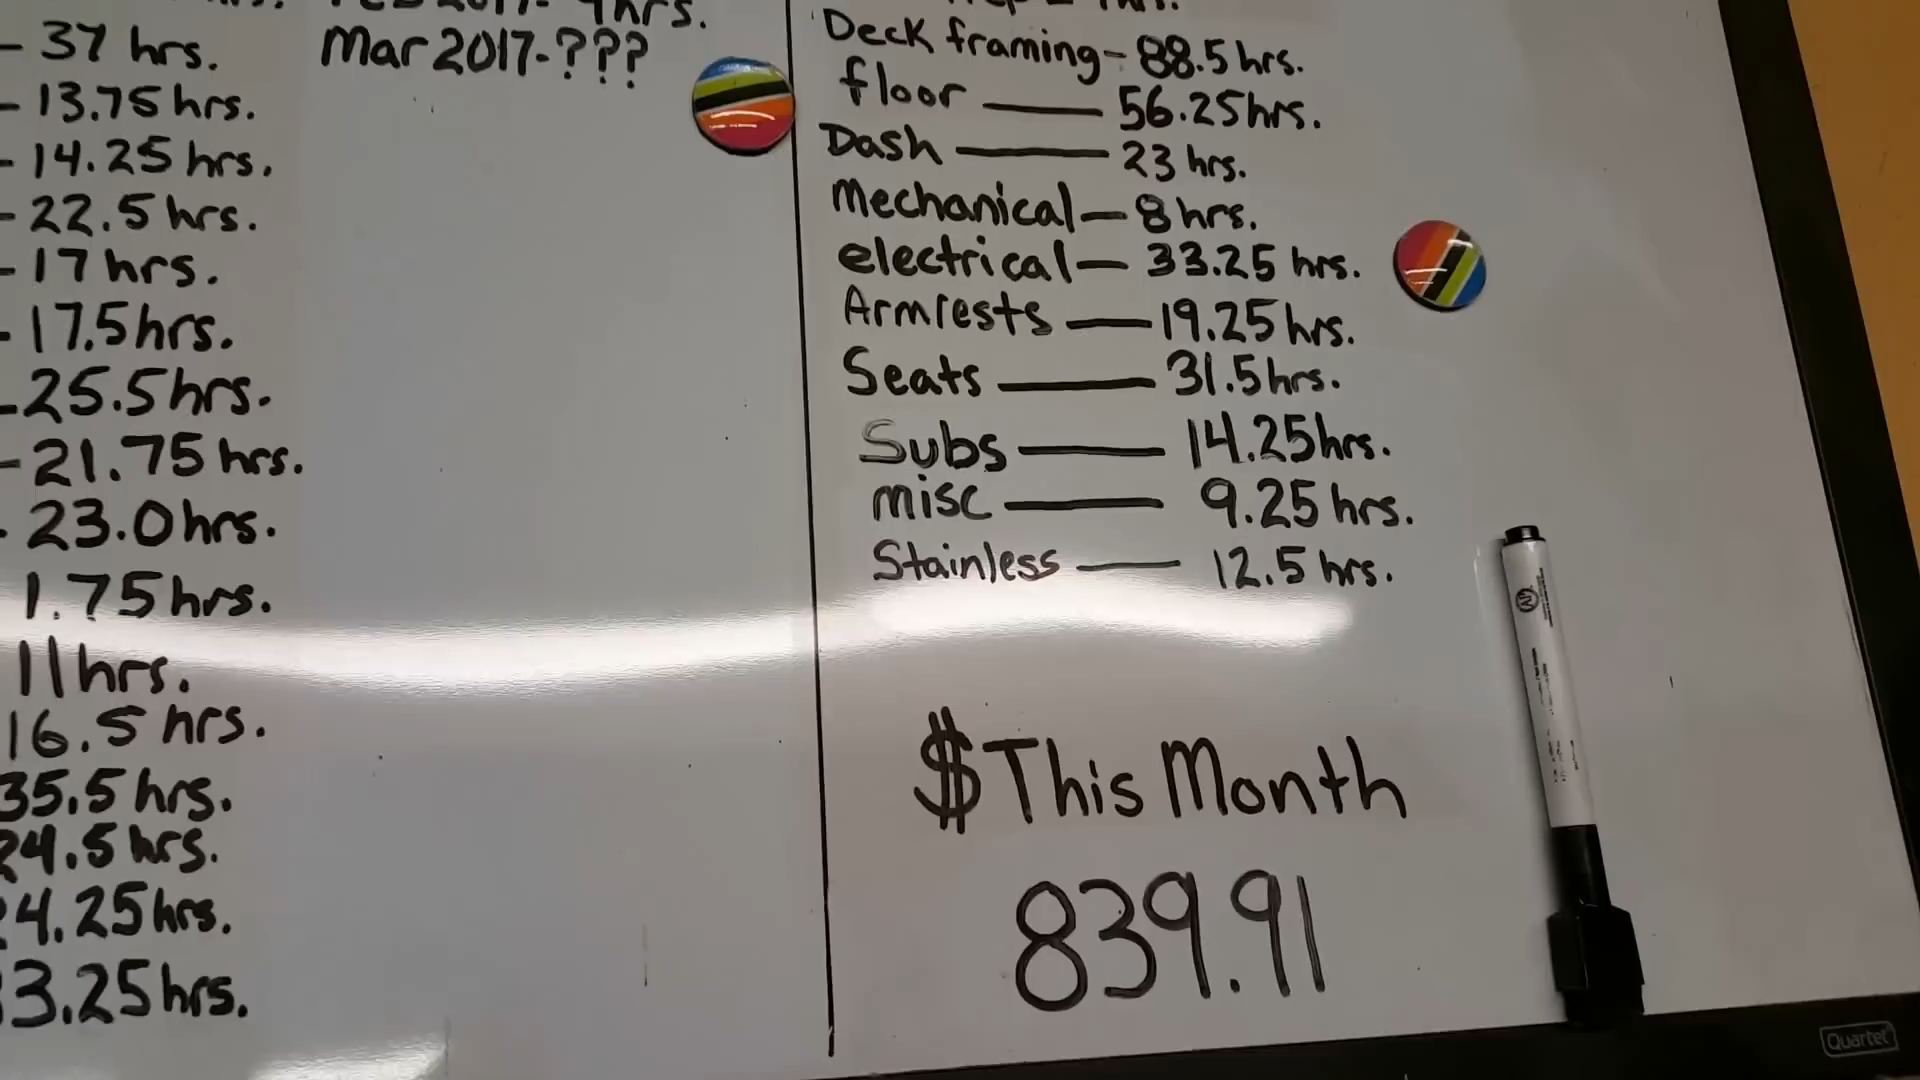 - 37 hrs.
- 13.75 hrs.
- 14.25 hrs.
- 22.5 hrs.
- 17 hrs.
- 17.5 hrs.
- 25.5 hrs.
- 21.75 hrs.
- 23.0 hrs.
1.75 hrs.
11 hrs.
16.5 hrs.
35.5 hrs.
24.5 hrs.
4.25 hrs.
3.25 hrs.
hrs.
Mar 2017-???
Deck framing - 88.5 hrs.
floor — 56.25 hrs.
Dash — 23 hrs.
Mechanical — 8 hrs.
electrical — 33.25 hrs.
Armrests — 19.25 hrs.
Seats — 31.5 hrs.
Subs — 14.25 hrs.
misc — 9.25 hrs.
Stainless — 12.5 hrs.
$ This Month
839.91
Quartet